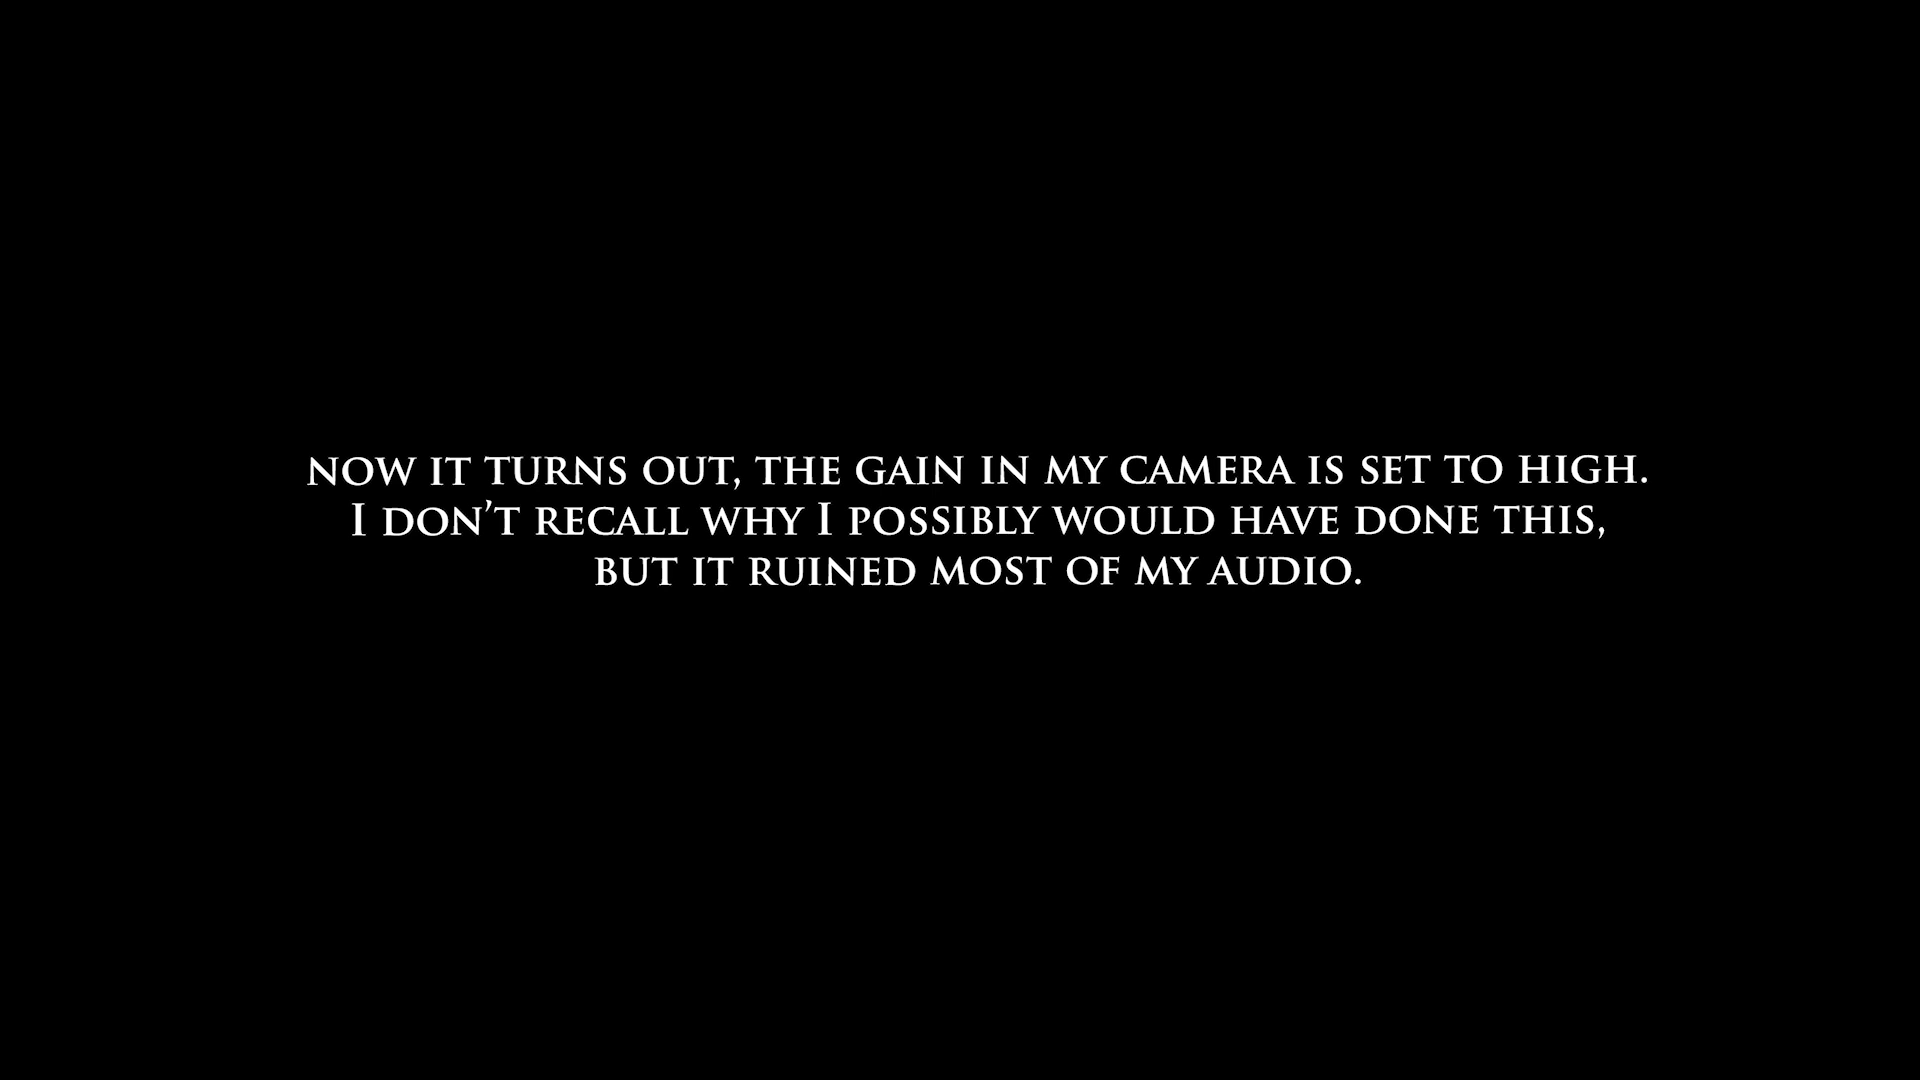 NOW IT TURNS OUT, THE GAIN IN MY CAMERA IS SET TO HIGH.
I DON’T RECALL WHY I POSSIBLY WOULD HAVE DONE THIS,
BUT IT RUINED MOST OF MY AUDIO.